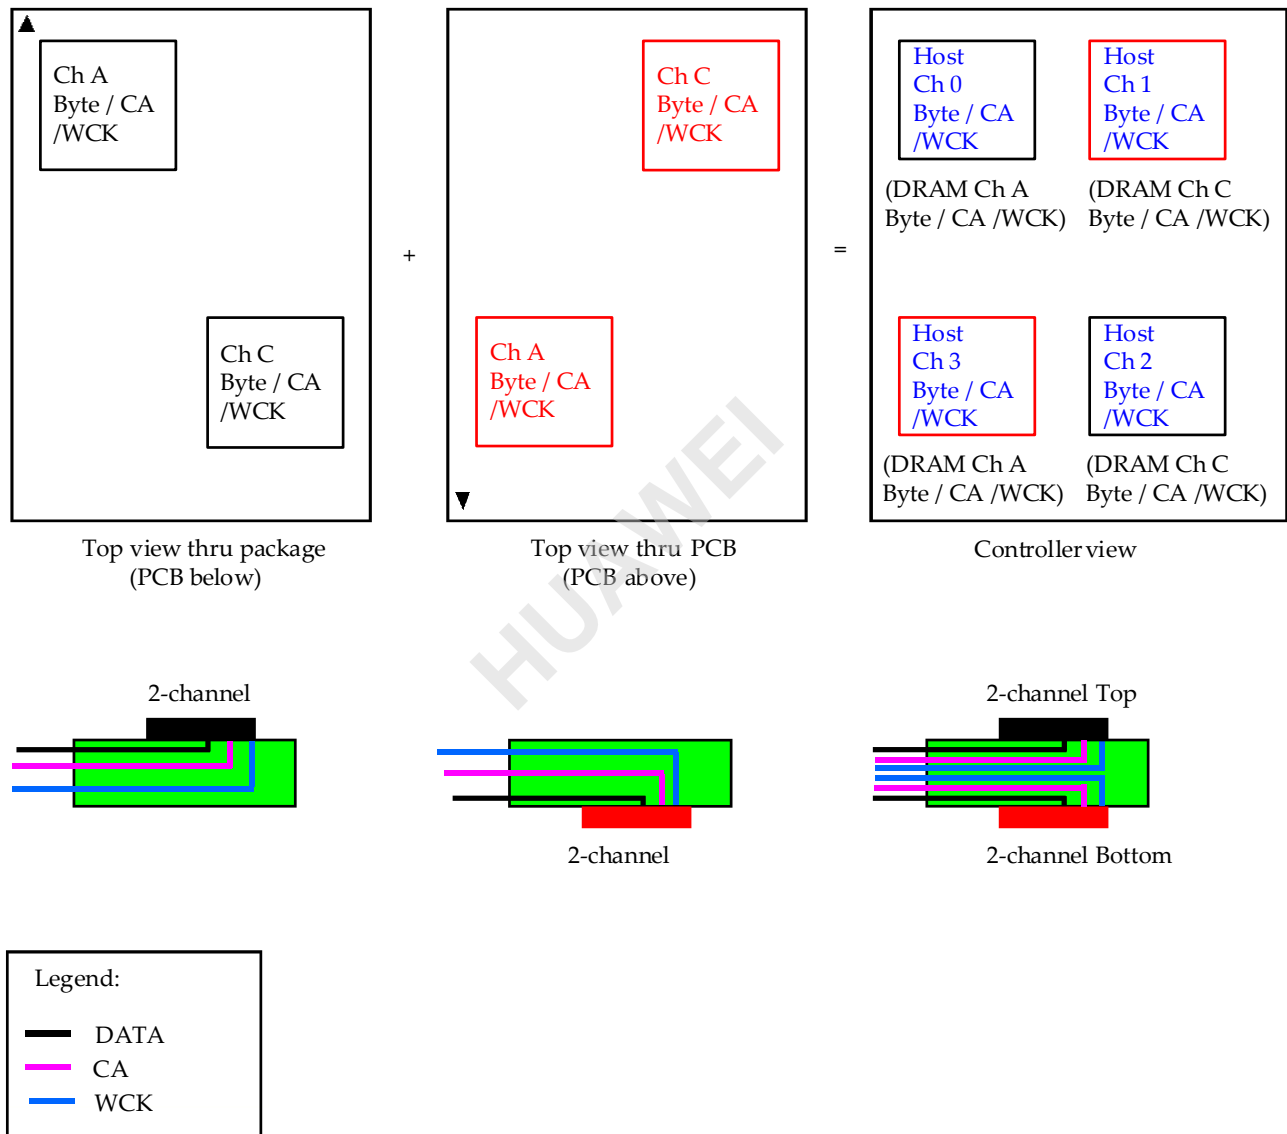 Ch A
Byte / CA
/WCK
Ch C
Byte / CA
/WCK
Top view thru package
(PCB below)
+
Ch C
Byte / CA
/WCK
Ch A
Byte / CA
/WCK
Top view thru PCB
(PCB above)
=
Host
Ch 0
Byte / CA
/WCK
(DRAM Ch A
Byte / CA /WCK)
Host
Ch 1
Byte / CA
/WCK
(DRAM Ch C
Byte / CA /WCK)
Host
Ch 3
Byte / CA
/WCK
(DRAM Ch A
Byte / CA /WCK)
Host
Ch 2
Byte / CA
/WCK
(DRAM Ch C
Byte / CA /WCK)
Controller view
HUAWEI
2-channel
2-channel
2-channel Top
2-channel Bottom
Legend:
DATA
CA
WCK